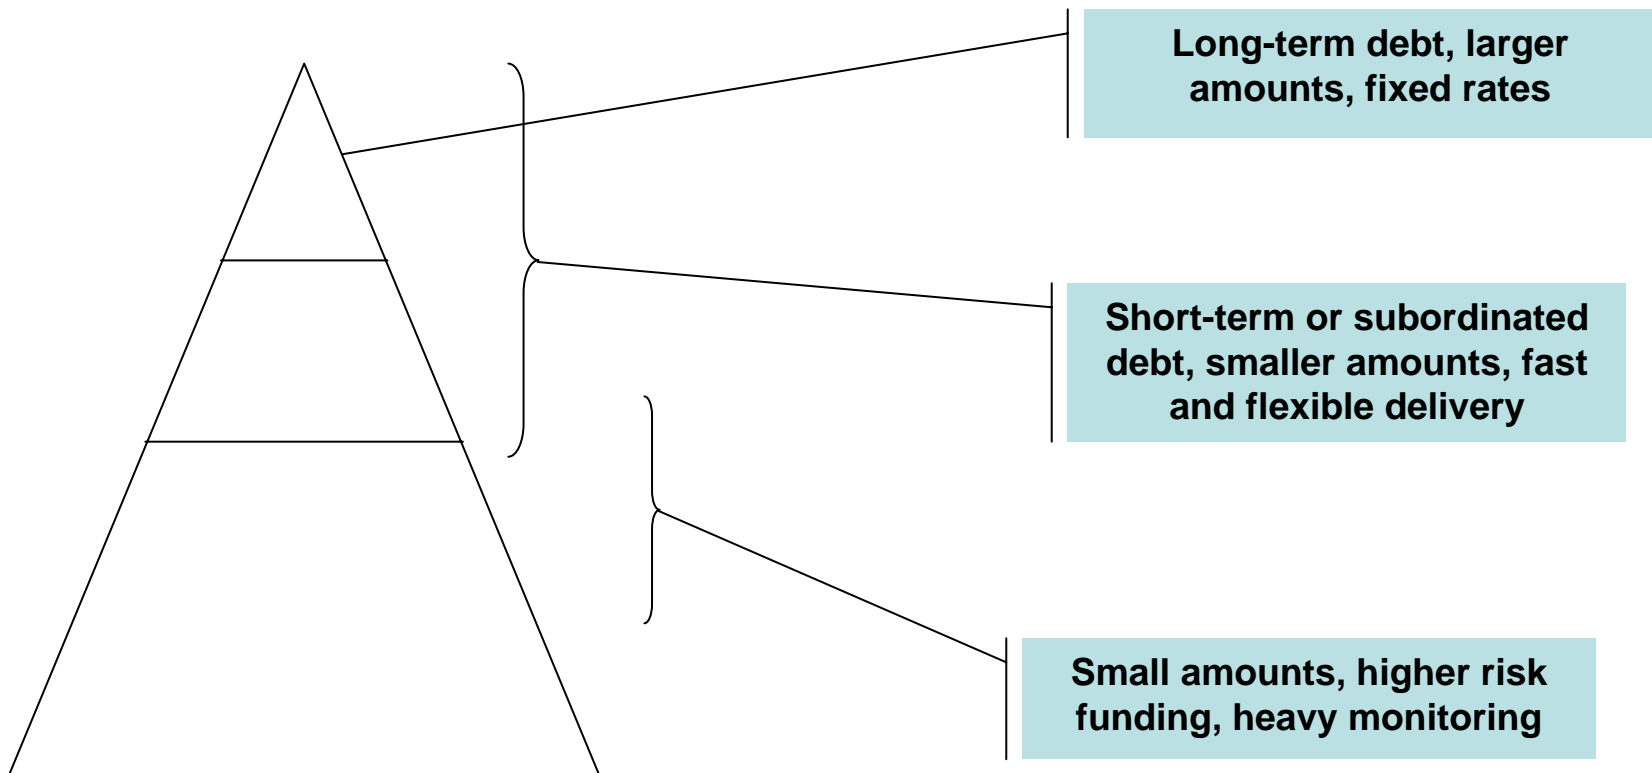 Long-term debt, larger
amounts, fixed rates
Short-term or subordinated
debt, smaller amounts, fast
and flexible delivery
Small amounts, higher risk
funding, heavy monitoring